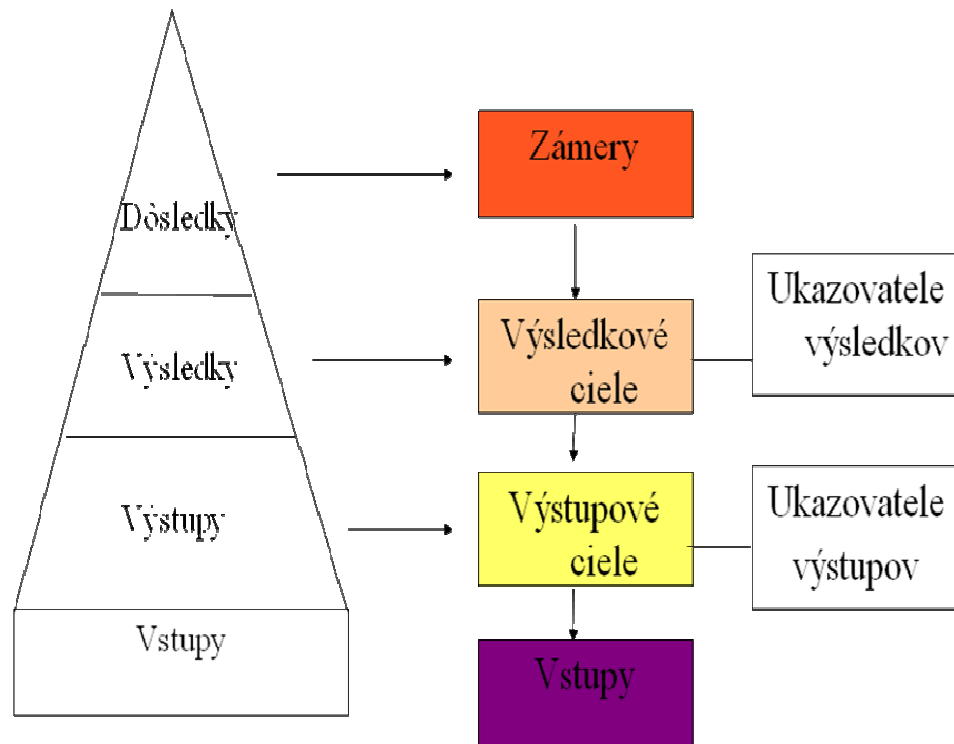 Dôsledky
Výsledky
Výstupy
Vstupy
Zámery
Výsledkové
ciele
Výstupové
ciele
Vstupy
Ukazovatele
výsledkov
Ukazovatele
výstupov